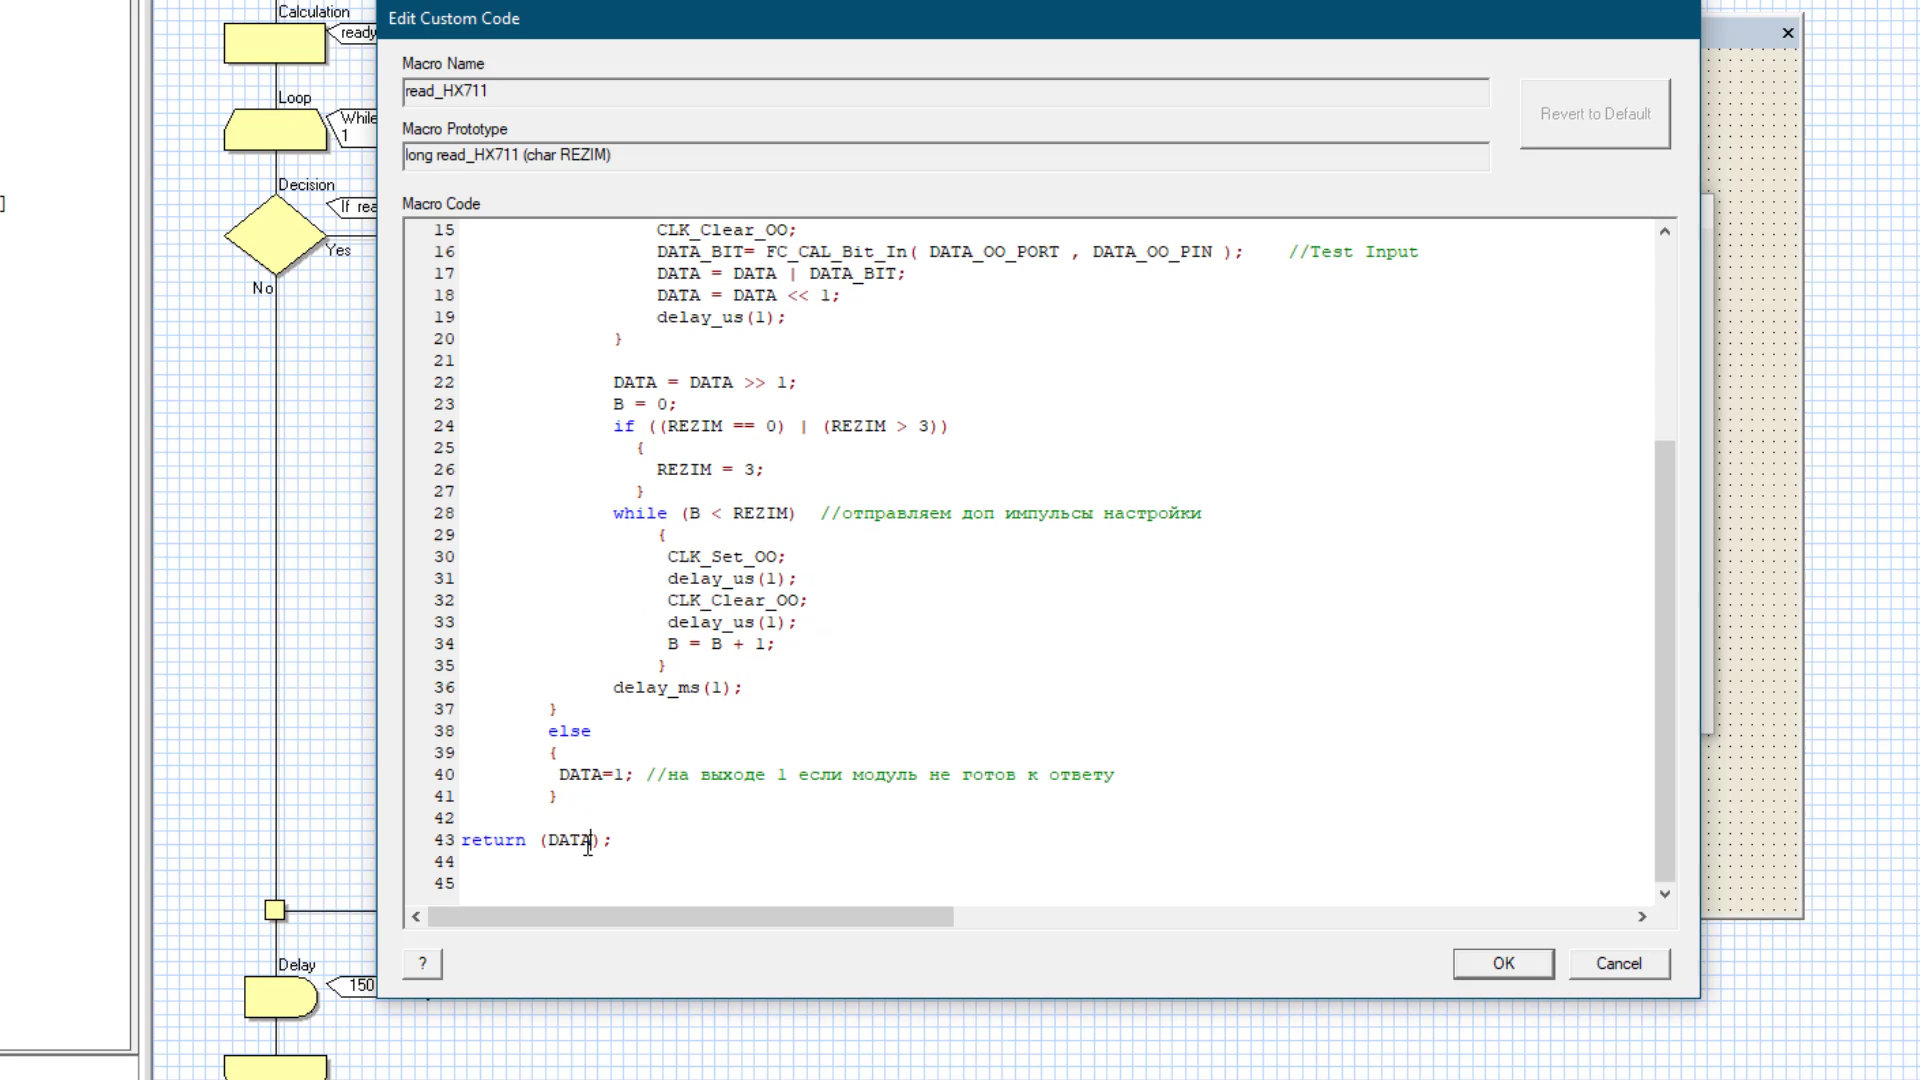 Calculation
ready
Loop
While
1
Decision
If rea
Yes
No
]
Delay
150
Edit Custom Code
Macro Name
read_HX711
Revert to Default
Macro Prototype
long read_HX711 (char REZIM)
Macro Code
15 CLK_Clear_OO;
16 DATA_BIT= FC_CAL_Bit_In( DATA_OO_PORT , DATA_OO_PIN ); //Test Input
17 DATA = DATA | DATA_BIT;
18 DATA = DATA << 1;
19 delay_us(1);
20 }
21
22 DATA = DATA >> 1;
23 B = 0;
24 if ((REZIM == 0) | (REZIM > 3))
25 {
26 REZIM = 3;
27 }
28 while (B < REZIM) //отправляем доп импульсы настройки
29 {
30 CLK_Set_OO;
31 delay_us(1);
32 CLK_Clear_OO;
33 delay_us(1);
34 B = B + 1;
35 }
36 delay_ms(1);
37 }
38 else
39 {
40 DATA=1; //на выходе 1 если модуль не готов к ответу
41 }
42
43 return (DATA);
44
45
?
OK
Cancel